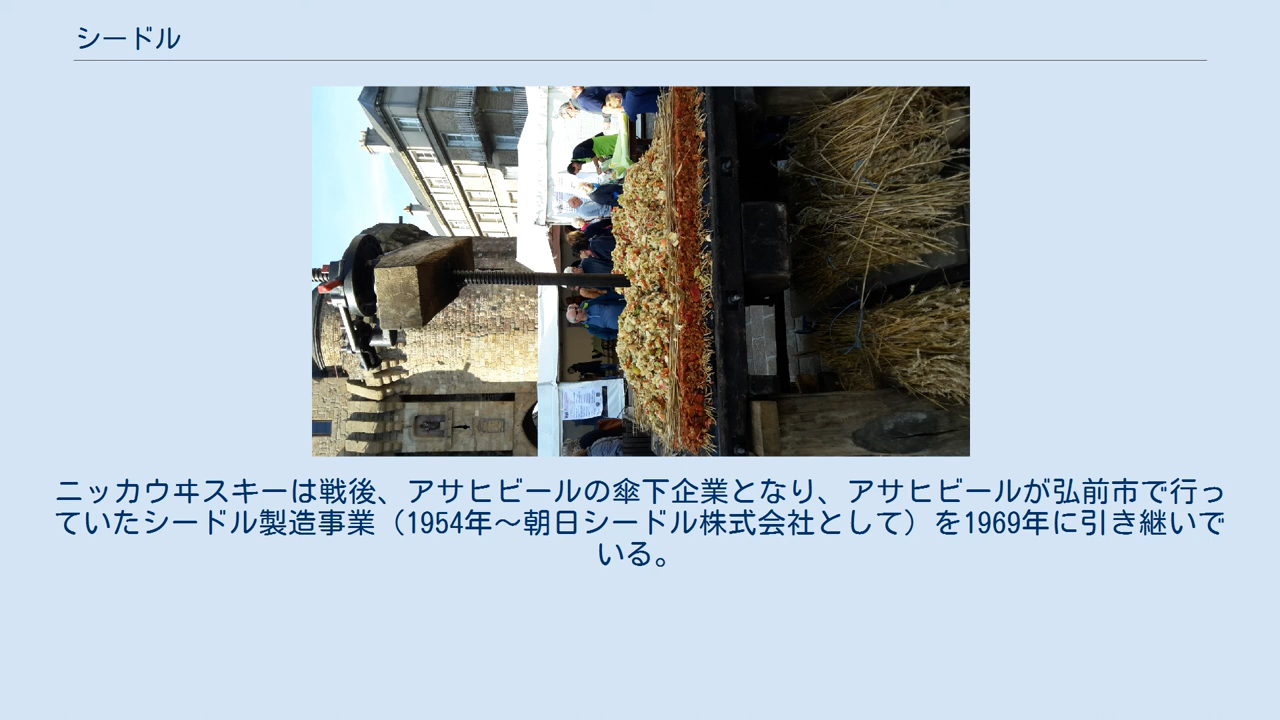 シードル
ニッカウヰスキーは戦後、アサヒビールの傘下企業となり、アサヒビールが弘前市で行っ
ていたシードル製造事業（1954年～朝日シードル株式会社として）を1969年に引き継いで
いる。